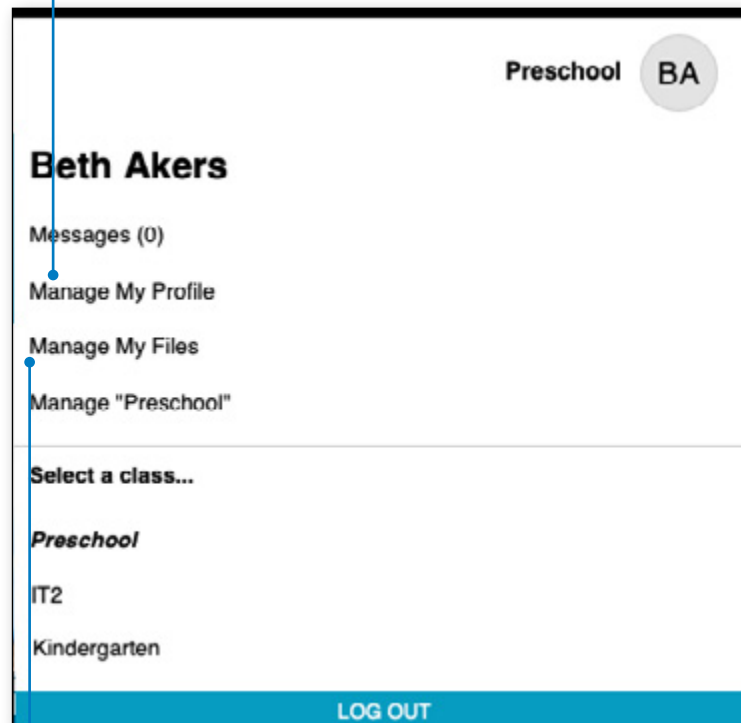 Preschool BA
Beth Akers
Messages (0)
Manage My Profile
Manage My Files
Manage "Preschool"
Select a class...
Preschool
IT2
Kindergarten
LOG OUT